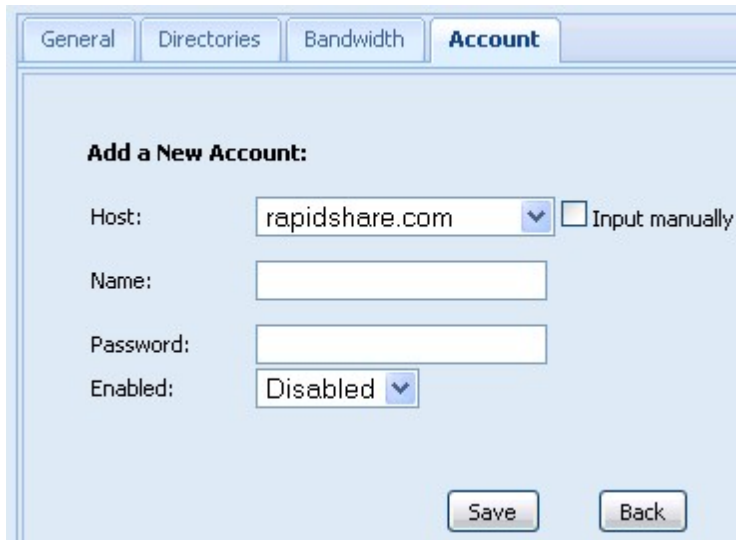 General Directories Bandwidth Account
Add a New Account:
Host: rapidshare.com Input manually
Name:
Password:
Enabled: Disabled
Save Back